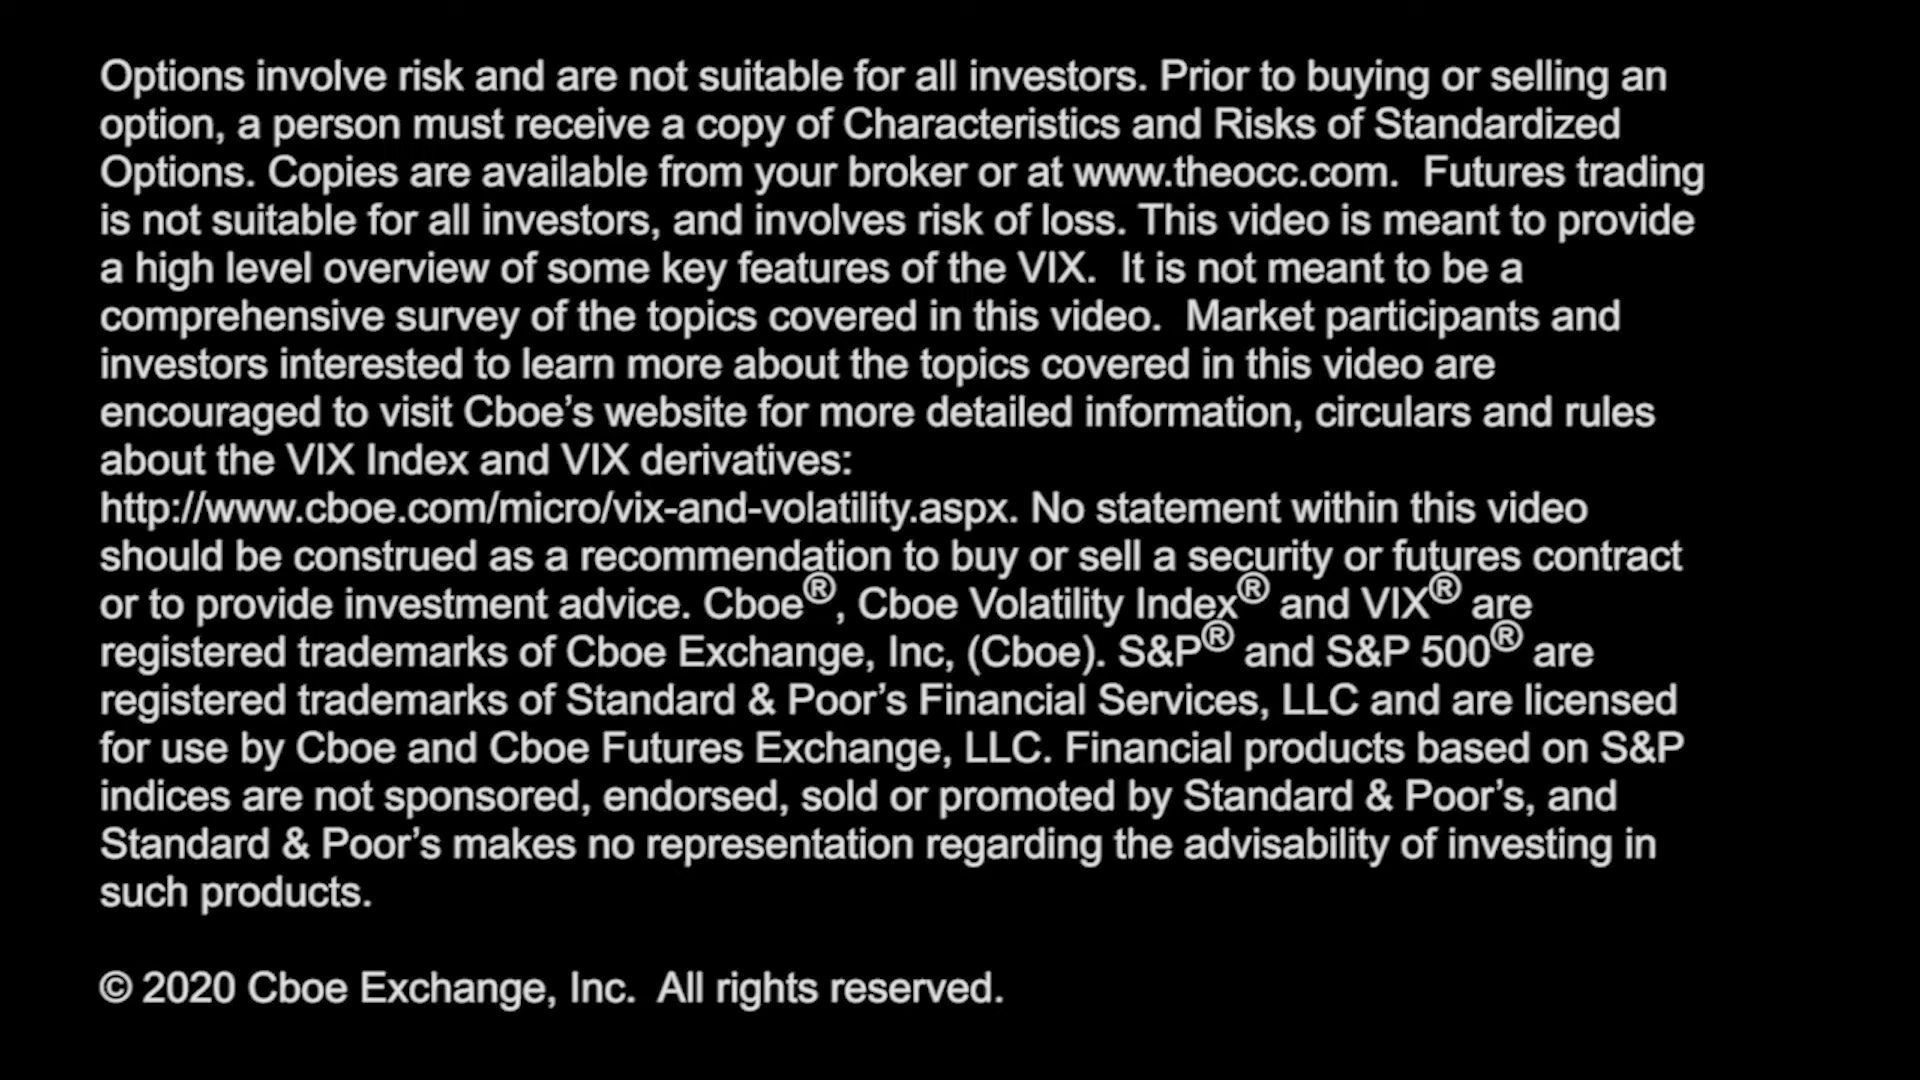 Options involve risk and are not suitable for all investors. Prior to buying or selling an
option, a person must receive a copy of Characteristics and Risks of Standardized
Options. Copies are available from your broker or at www.theocc.com.  Futures trading
is not suitable for all investors, and involves risk of loss. This video is meant to provide
a high level overview of some key features of the VIX.  It is not meant to be a
comprehensive survey of the topics covered in this video.  Market participants and
investors interested to learn more about the topics covered in this video are
encouraged to visit Cboe’s website for more detailed information, circulars and rules
about the VIX Index and VIX derivatives:
http://www.cboe.com/micro/vix-and-volatility.aspx. No statement within this video
should be construed as a recommendation to buy or sell a security or futures contract
or to provide investment advice. Cboe®, Cboe Volatility Index® and VIX® are
registered trademarks of Cboe Exchange, Inc, (Cboe). S&P® and S&P 500® are
registered trademarks of Standard & Poor’s Financial Services, LLC and are licensed
for use by Cboe and Cboe Futures Exchange, LLC. Financial products based on S&P
indices are not sponsored, endorsed, sold or promoted by Standard & Poor’s, and
Standard & Poor’s makes no representation regarding the advisability of investing in
such products.
© 2020 Cboe Exchange, Inc.  All rights reserved.